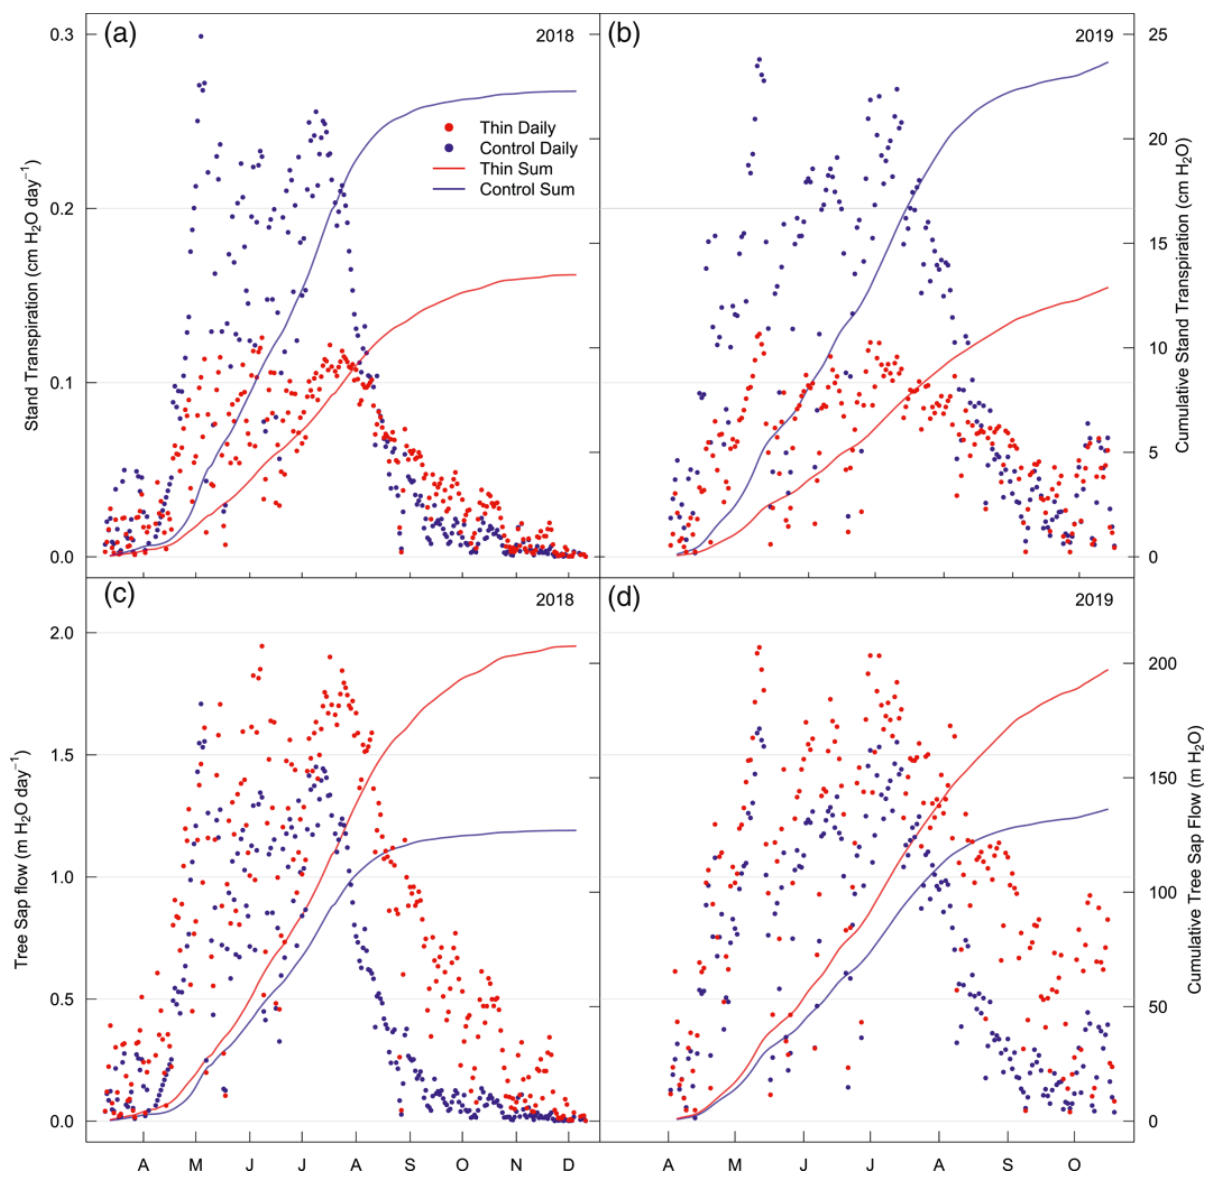 (a)
2018
(b)
2019
0.3
0.2
0.1
0.0
Stand Transpiration (cm H₂O day⁻¹)
Thin Daily
Control Daily
Thin Sum
Control Sum
25
20
15
10
5
0
Cumulative Stand Transpiration (cm H₂O)
(c)
2018
(d)
2019
2.0
1.5
1.0
0.5
0.0
Tree Sap flow (m H₂O day⁻¹)
200
150
100
50
0
Cumulative Tree Sap Flow (m H₂O)
A M J J A S O N D
A M J J A S O